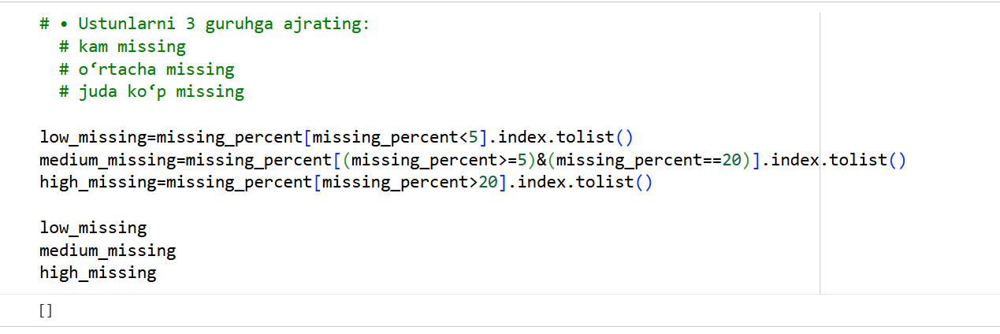 # • Ustunlarni 3 guruhga ajrating:
# kam missing
# o‘rtacha missing
# juda ko‘p missing
low_missing=missing_percent[missing_percent<5].index.tolist()
medium_missing=missing_percent[(missing_percent>=5)&(missing_percent==20)].index.tolist()
high_missing=missing_percent[missing_percent>20].index.tolist()
low_missing
medium_missing
high_missing
[]